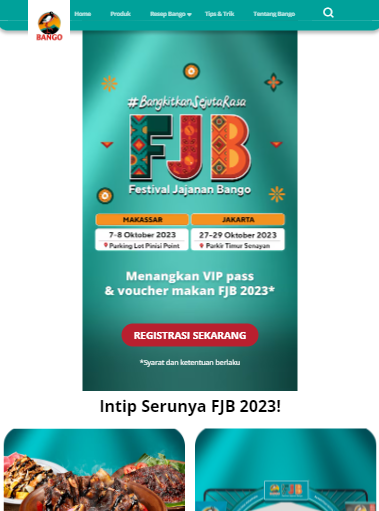 BANGO
Home Produk Resep Bango Tips & Trik Tentang Bango
#BangkitkanSejutaRasa
FJB
Festival Jajanan Bango
MAKASSAR
7-8 Oktober 2023
Parking Lot Pinisi Point
JAKARTA
27-29 Oktober 2023
Parkir Timur Senayan
Menangkan VIP pass
& voucher makan FJB 2023*
REGISTRASI SEKARANG
*Syarat dan ketentuan berlaku
Intip Serunya FJB 2023!